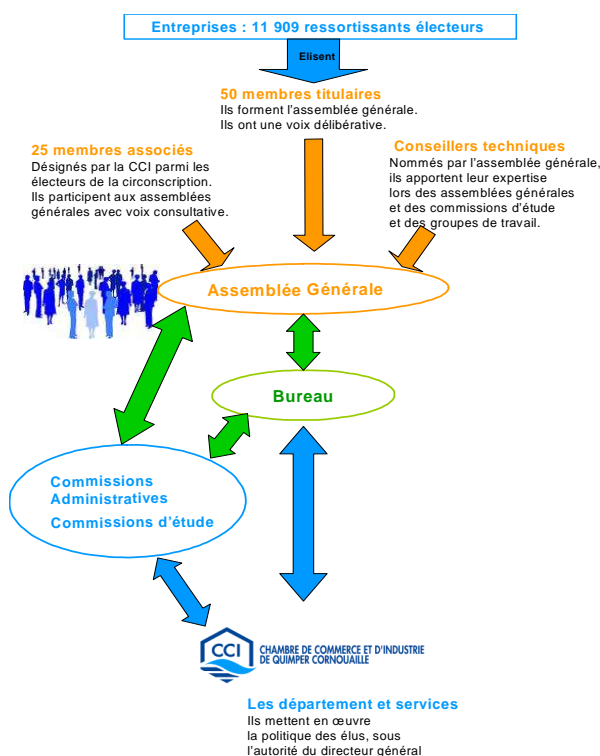 Entreprises : 11 909 ressortissants électeurs
Elisent
50 membres titulaires
Ils forment l'assemblée générale.
Ils ont une voix délibérative.
25 membres associés
Désignés par la CCI parmi les
électeurs de la circonscription.
Ils participent aux assemblées
générales avec voix consultative.
Conseillers techniques
Nommés par l'assemblée générale,
ils apportent leur expertise
lors des assemblées générales
et des commissions d'étude
et des groupes de travail.
Assemblée Générale
Bureau
Commissions
Administratives
Commissions d'étude
CCI
CHAMBRE DE COMMERCE ET D'INDUSTRIE
DE QUIMPER CORNOUAILLE
Les département et services
Ils mettent en œuvre
la politique des élus, sous
l'autorité du directeur général